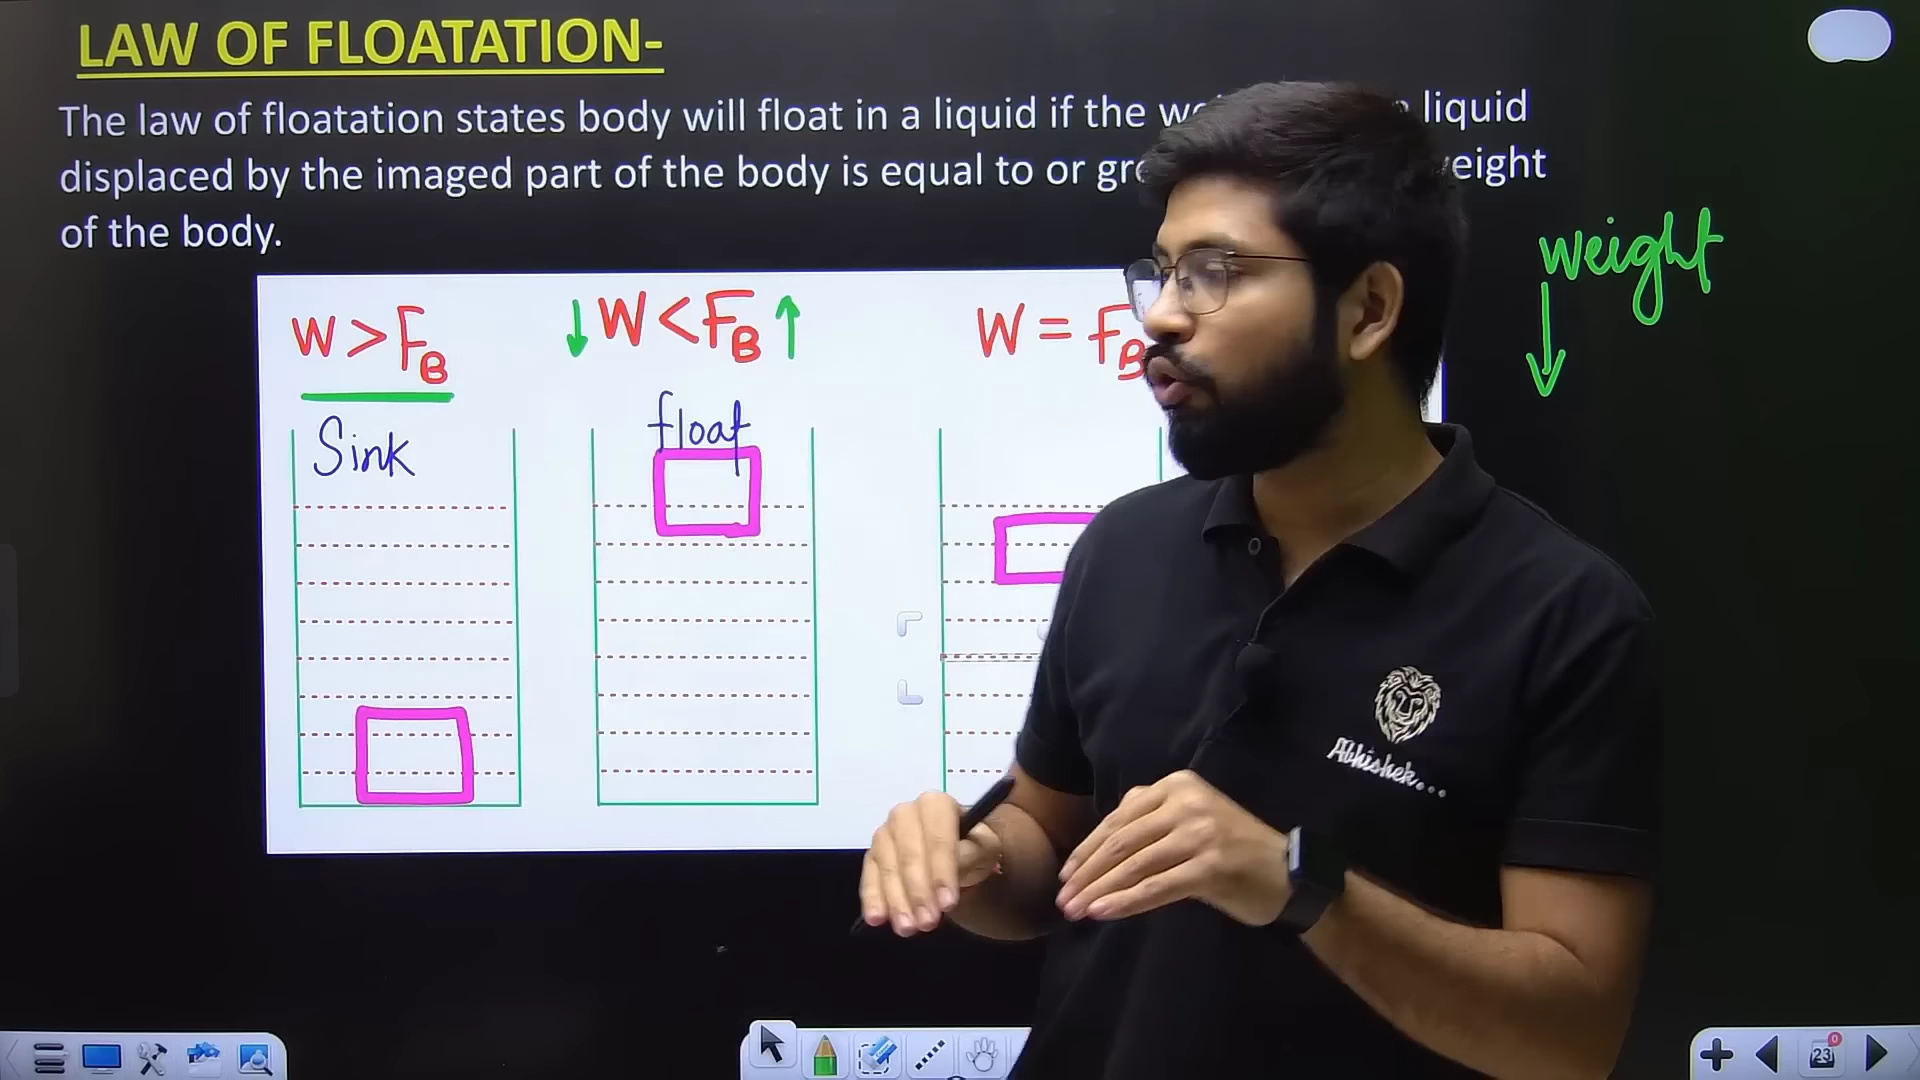 LAW OF FLOATATION-
The law of floatation states body will float in a liquid if the liquid
displaced by the imaged part of the body is equal to or
of the body.
weight
W > FB
W < FB
W = FB
Sink
float
Abhishek...
23
0